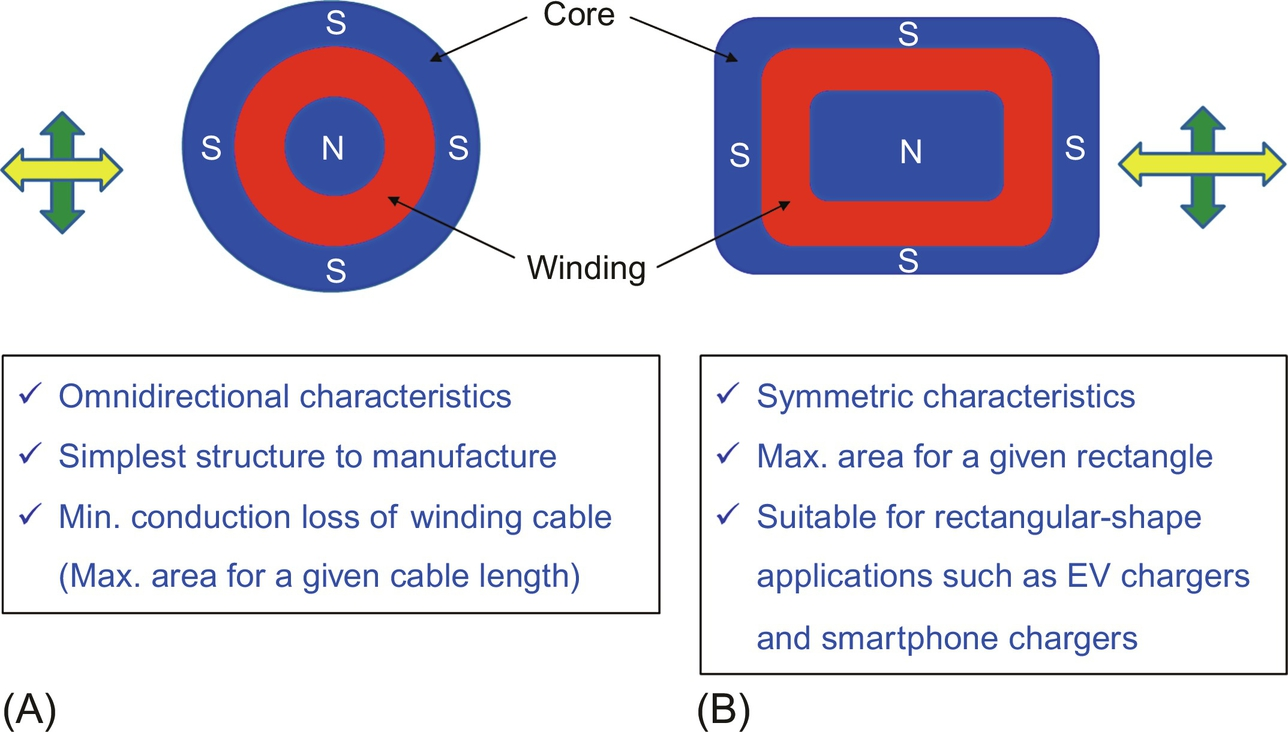 Core
S
S
S
N
S
S
N
S
S
S
Winding
S
✓ Omnidirectional characteristics
✓ Simplest structure to manufacture
✓ Min. conduction loss of winding cable
(Max. area for a given cable length)
✓ Symmetric characteristics
✓ Max. area for a given rectangle
✓ Suitable for rectangular-shape
applications such as EV chargers
and smartphone chargers
(A)
(B)